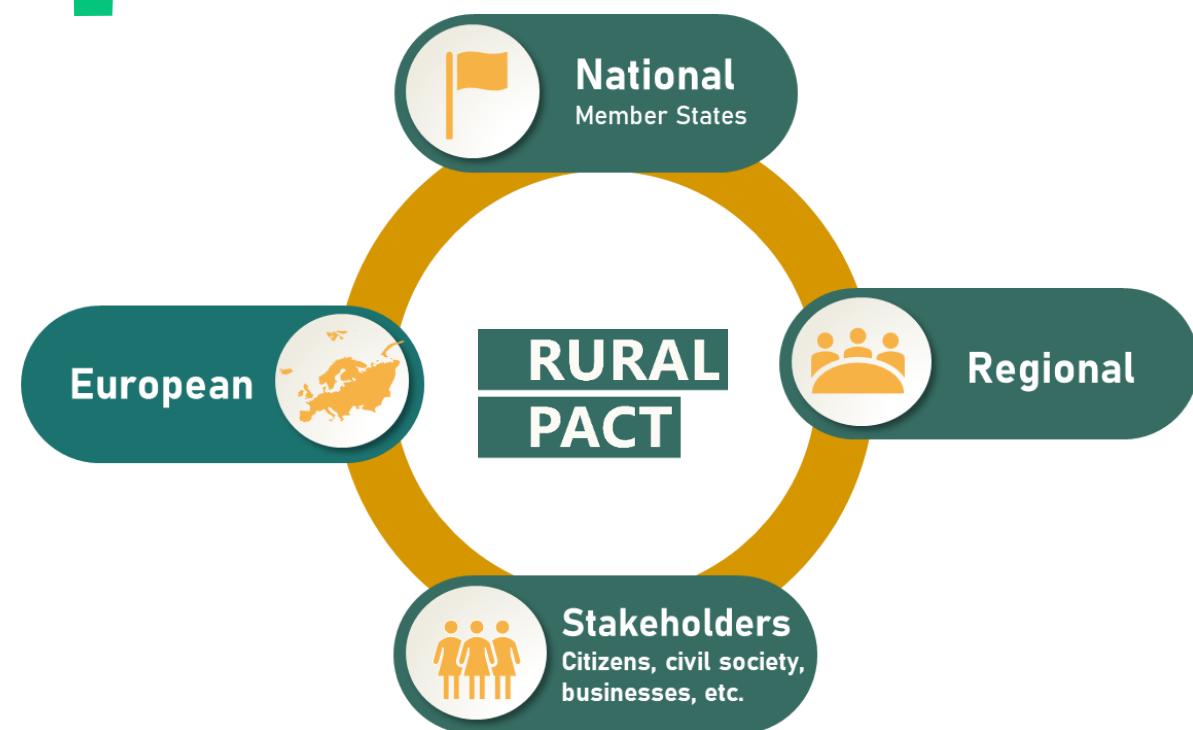 National
Member States
European
RURAL
PACT
Regional
Stakeholders
Citizens, civil society,
businesses, etc.